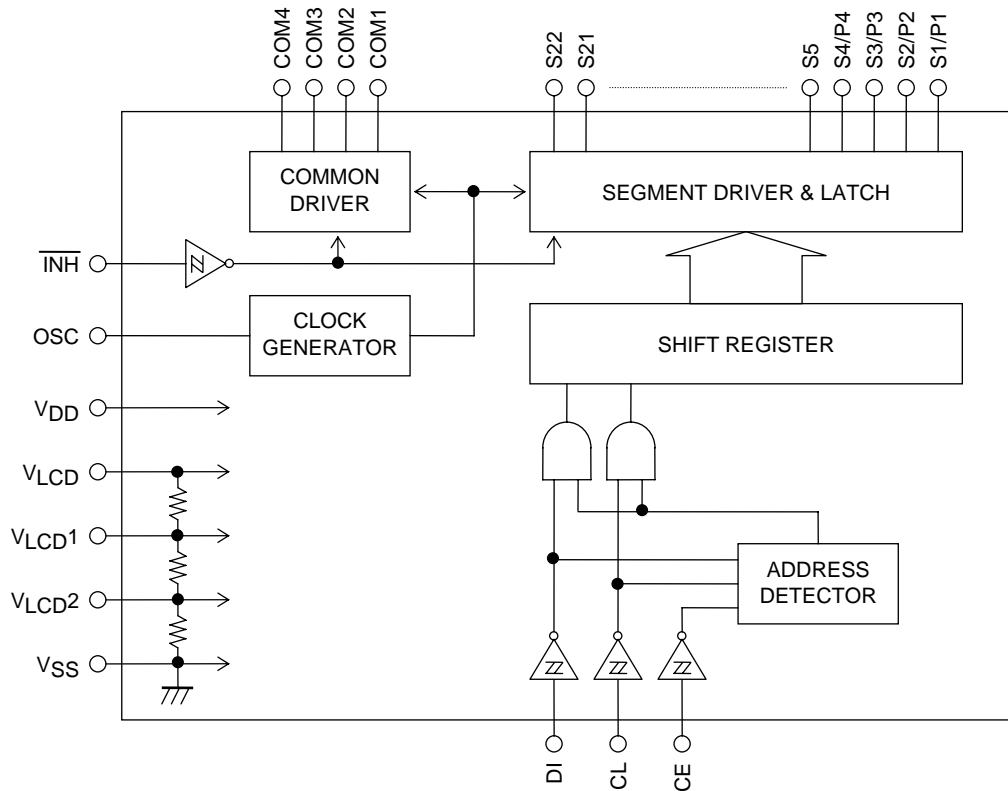 COM4
COM3
COM2
COM1
S22
S21
S5
S4/P4
S3/P3
S2/P2
S1/P1
COMMON
DRIVER
SEGMENT DRIVER & LATCH
INH
OSC
CLOCK
GENERATOR
SHIFT REGISTER
VDD
VLCD
VLCD1
VLCD2
VSS
ADDRESS
DETECTOR
DI
CL
CE